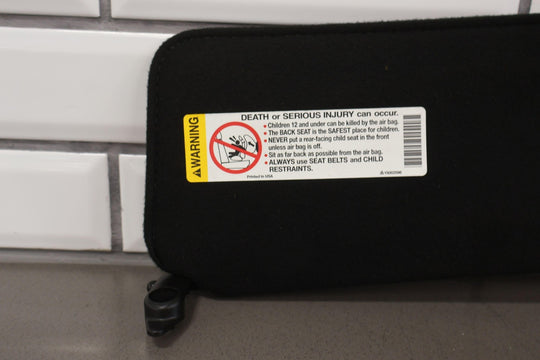 WARNING
DEATH or SERIOUS INJURY can occur.
• Children 12 and under can be killed by the air bag.
• The BACK SEAT is the SAFEST place for children.
• NEVER put a rear-facing child seat in the front
unless air bag is off.
• Sit as far back as possible from the air bag.
• ALWAYS use SEAT BELTS and CHILD
RESTRAINTS.
Printed in USA